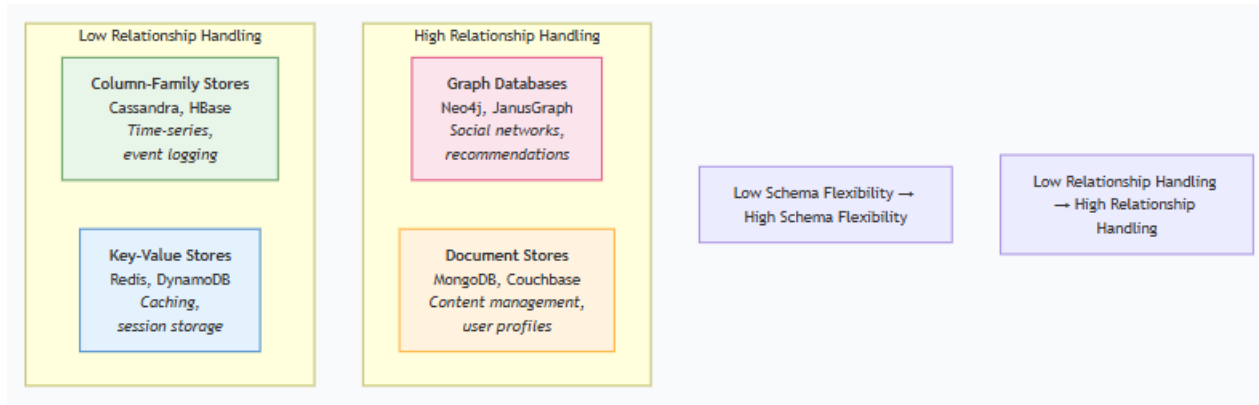 Low Relationship Handling
Column-Family Stores
Cassandra, HBase
Time-series,
event logging
Key-Value Stores
Redis, DynamoDB
Caching,
session storage
High Relationship Handling
Graph Databases
Neo4j, JanusGraph
Social networks,
recommendations
Document Stores
MongoDB, Couchbase
Content management,
user profiles
Low Schema Flexibility →
High Schema Flexibility
Low Relationship Handling
→ High Relationship
Handling